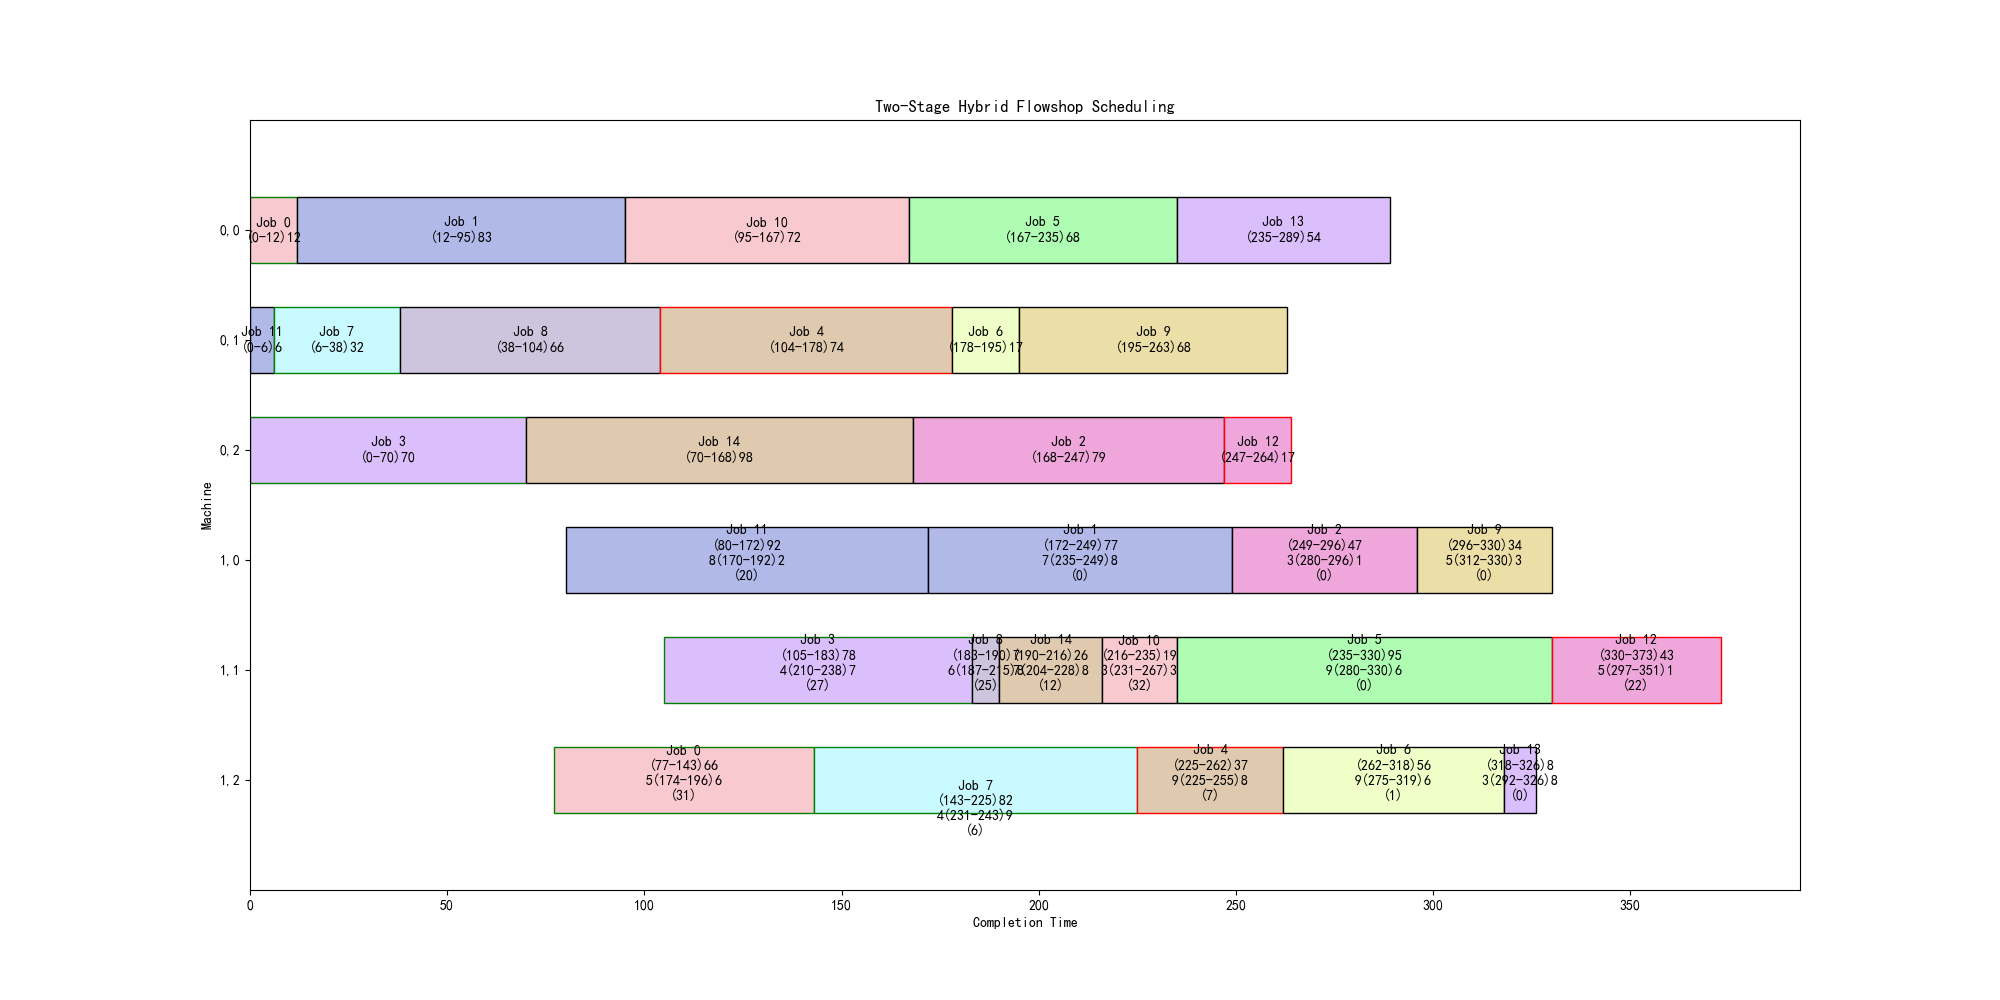 Two-Stage Hybrid Flowshop Scheduling
0,0
Job 0
(0-12)12
Job 1
(12-95)83
Job 10
(95-167)72
Job 5
(167-235)68
Job 13
(235-289)54
0,1
Job 11
(0-6)6
Job 7
(6-38)32
Job 8
(38-104)66
Job 4
(104-178)74
Job 6
(178-195)17
Job 9
(195-263)68
0,2
Job 3
(0-70)70
Job 14
(70-168)98
Job 2
(168-247)79
Job 12
(247-264)17
Machine
1,0
Job 11
(80-172)92
8(170-192)2
(20)
Job 1
(172-249)77
7(235-249)8
(0)
Job 2
(249-296)47
3(280-296)1
(0)
Job 9
(296-330)34
5(312-330)3
(0)
1,1
Job 3
(105-183)78
4(210-238)7
(27)
Job 8
(183-190)7
6(187-215)8
(25)
Job 14
(190-216)26
(204-228)8
(12)
Job 10
(216-235)19
3(231-267)3
(32)
Job 5
(235-330)95
9(280-330)6
(0)
Job 12
(330-373)43
5(297-351)1
(22)
1,2
Job 0
(77-143)66
5(174-196)6
(31)
Job 7
(143-225)82
4(231-243)9
(6)
Job 4
(225-262)37
9(225-255)8
(7)
Job 6
(262-318)56
9(275-319)6
(1)
Job 13
(318-326)8
3(292-326)8
(0)
0
50
100
150
200
250
300
350
Completion Time